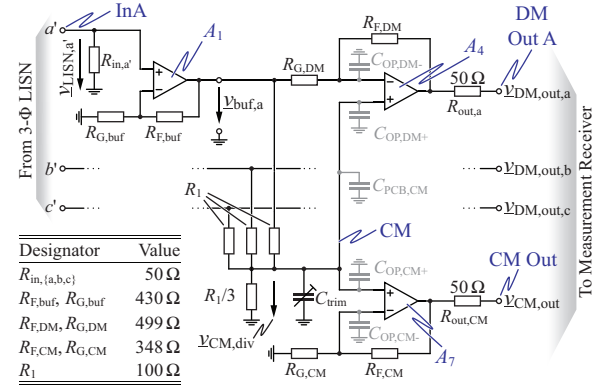 InA
DM
Out A
a'
A1
RF,DM
COP,DM-
A4
Rin,a'
vLISN,a'
RG,DM
50 Ω
vDM,out,a
Rout,a
vbuf,a
RG,buf
RF,buf
COP,DM+
From 3-Φ LISN
To Measurement Receiver
b'
vDM,out,b
CPCB,CM
c'
vDM,out,c
R1
CM
CM Out
Designator Value
Rin,{a,b,c} 50 Ω
RF,buf, RG,buf 430 Ω
RF,DM, RG,DM 499 Ω
RF,CM, RG,CM 348 Ω
R1 100 Ω
COP,CM+
50 Ω
R1/3
Ctrim
vCM,out
Rout,CM
vCM,div
COP,CM-
A7
RG,CM
RF,CM